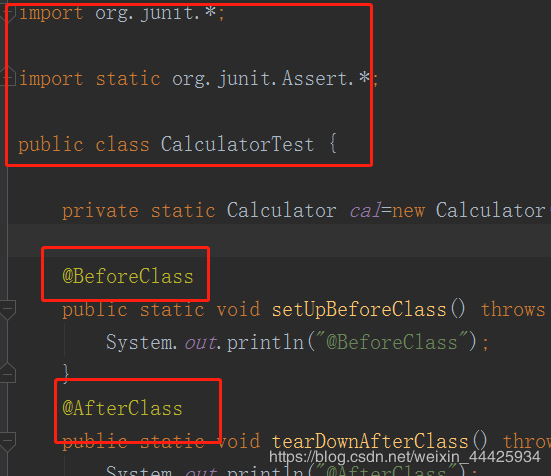 import org.junit.*;
import static org.junit.Assert.*;
public class CalculatorTest {
private static Calculator cal=new Calculator
@BeforeClass
public static void setUpBeforeClass() throws
System.out.println("@BeforeClass");
}
@AfterClass
public static void tearDownAfterClass() throw
https://blog.csdn.net/weixin_44425934
System.out.println("@AfterClass");